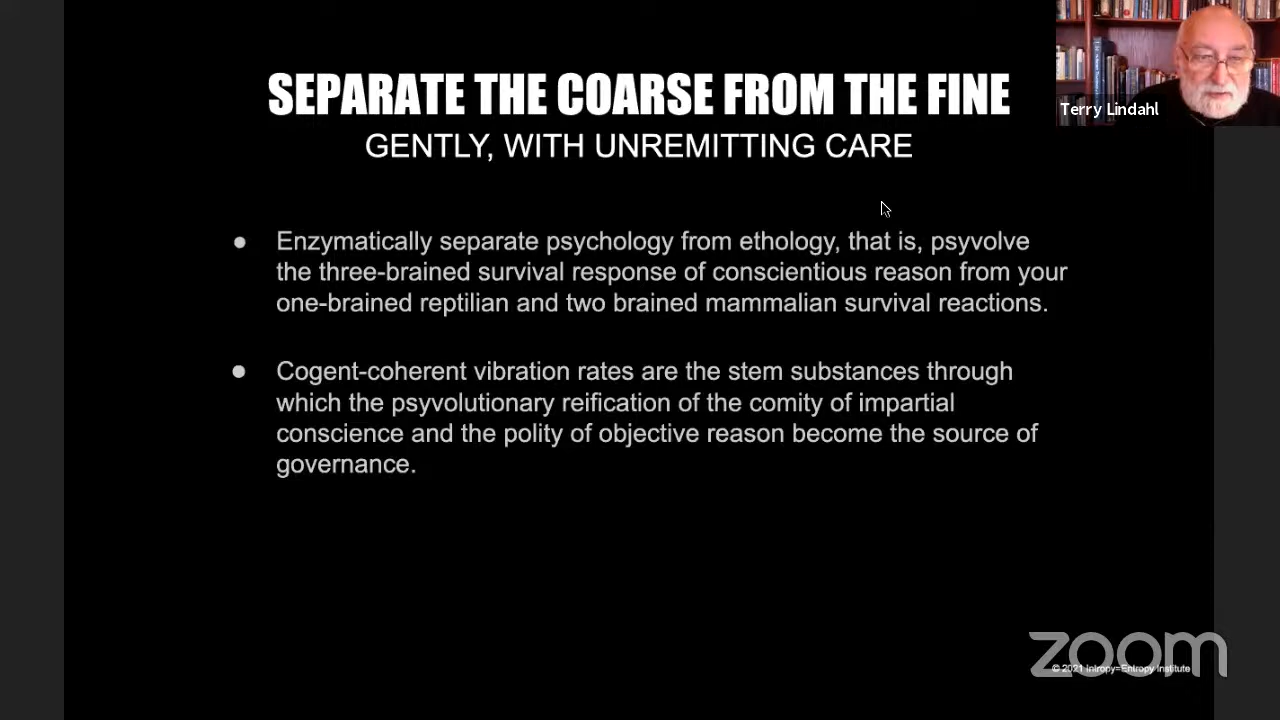 SEPARATE THE COARSE FROM THE FINE
GENTLY, WITH UNREMITTING CARE
Terry Lindahl
● Enzymatically separate psychology from ethology, that is, psyvolve
the three-brained survival response of conscientious reason from your
one-brained reptilian and two brained mammalian survival reactions.
● Cogent-coherent vibration rates are the stem substances through
which the psyvolutionary reification of the comity of impartial
conscience and the polity of objective reason become the source of
governance.
zoom
© 2021 Intropy=Entropy Institute